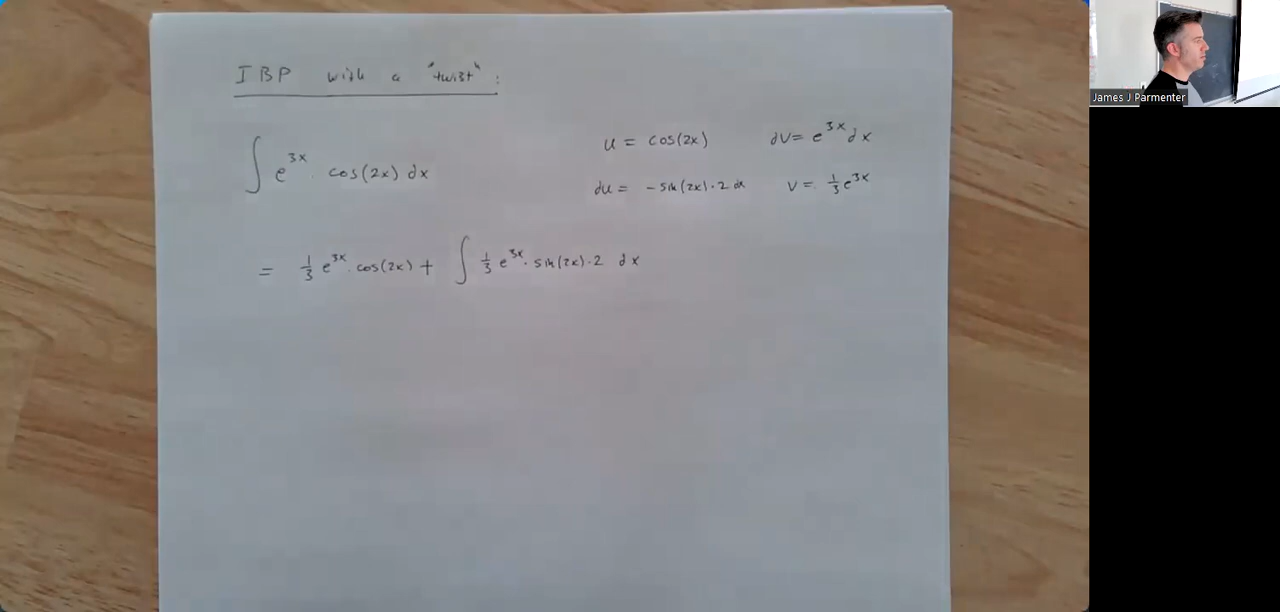 IBP with a "twist":
∫ e^{3x} · cos(2x) dx
u = cos(2x) dv = e^{3x} dx
du = -sin(2x)·2 dx v = 1/3 e^{3x}
= 1/3 e^{3x} · cos(2x) + ∫ 1/3 e^{3x} · sin(2x)·2 dx
James J Parmenter